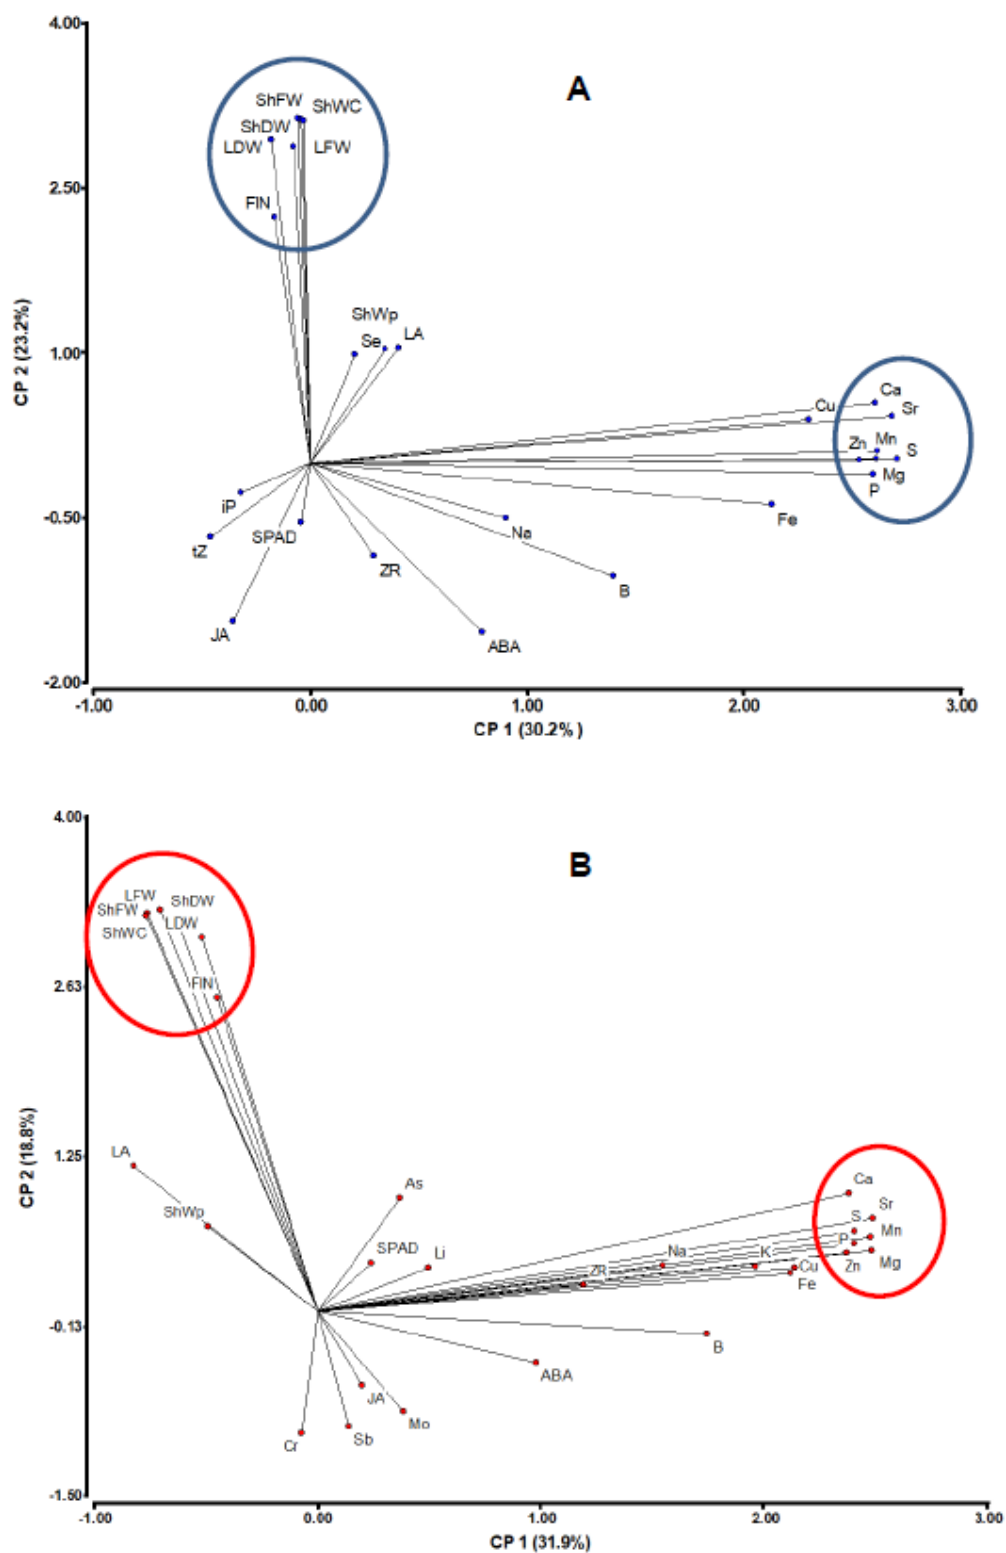 4.00
A
ShFW
ShWC
ShDW
LDW
LFW
2.50
FIN
ShWp
Se
LA
1.00
CP 2 (23.2%)
Ca
Cu
Sr
Zn
Mn
S
Mg
P
iP
-0.50
SPAD
Na
Fe
tZ
ZR
B
JA
ABA
-2.00
-1.00
0.00
1.00
2.00
3.00
CP 1 (30.2%)
4.00
B
LFW
ShDW
ShFW
LDW
ShWC
2.63
FIN
CP 2 (18.8%)
1.25
LA
As
Ca
ShWp
Sr
S
Mn
SPAD
Na
K
P
Li
ZR
Cu
Zn
Mg
Fe
-0.13
B
ABA
JA
Mo
Cr
Sb
-1.50
-1.00
0.00
1.00
2.00
3.00
CP 1 (31.9%)